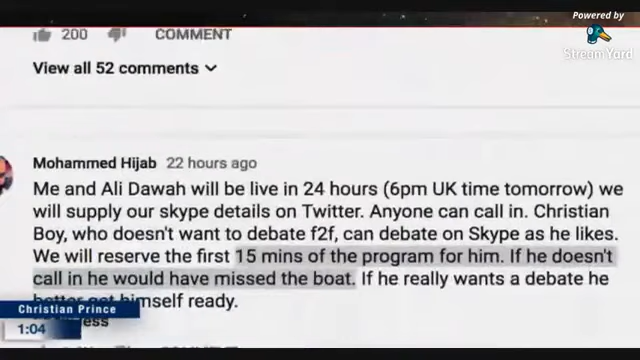 Powered by
StreamYard
200 COMMENT
View all 52 comments
Mohammed Hijab 22 hours ago
Me and Ali Dawah will be live in 24 hours (6pm UK time tomorrow) we
will supply our skype details on Twitter. Anyone can call in. Christian
Boy, who doesn't want to debate f2f, can debate on Skype as he likes.
We will reserve the first 15 mins of the program for him. If he doesn't
call in he would have missed the boat. If he really wants a debate he
better get himself ready.
Christian Prince
1:04